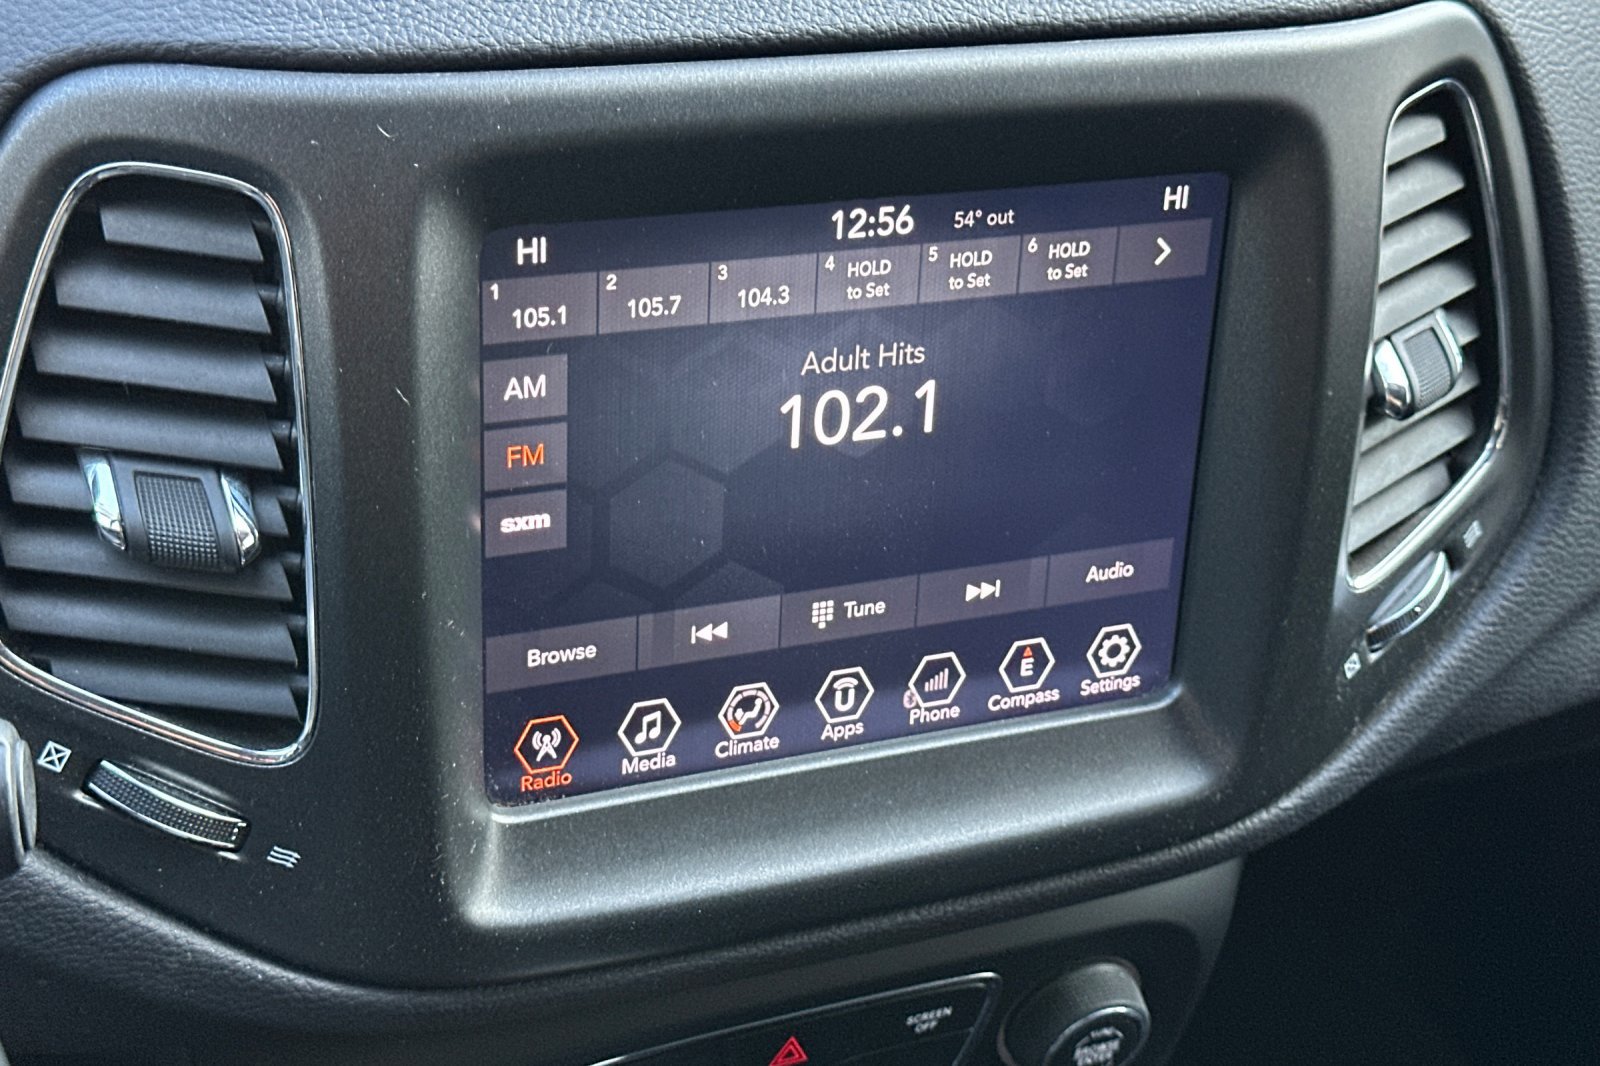 HI
12:56
54° out
HI
1
105.1
2
105.7
3
104.3
4
HOLD
to Set
5
HOLD
to Set
6
HOLD
to Set
Adult Hits
102.1
AM
FM
sxm
Browse
Tune
Audio
Radio
Media
Climate
U
Apps
Phone
E
Compass
Settings
SCREEN
OFF